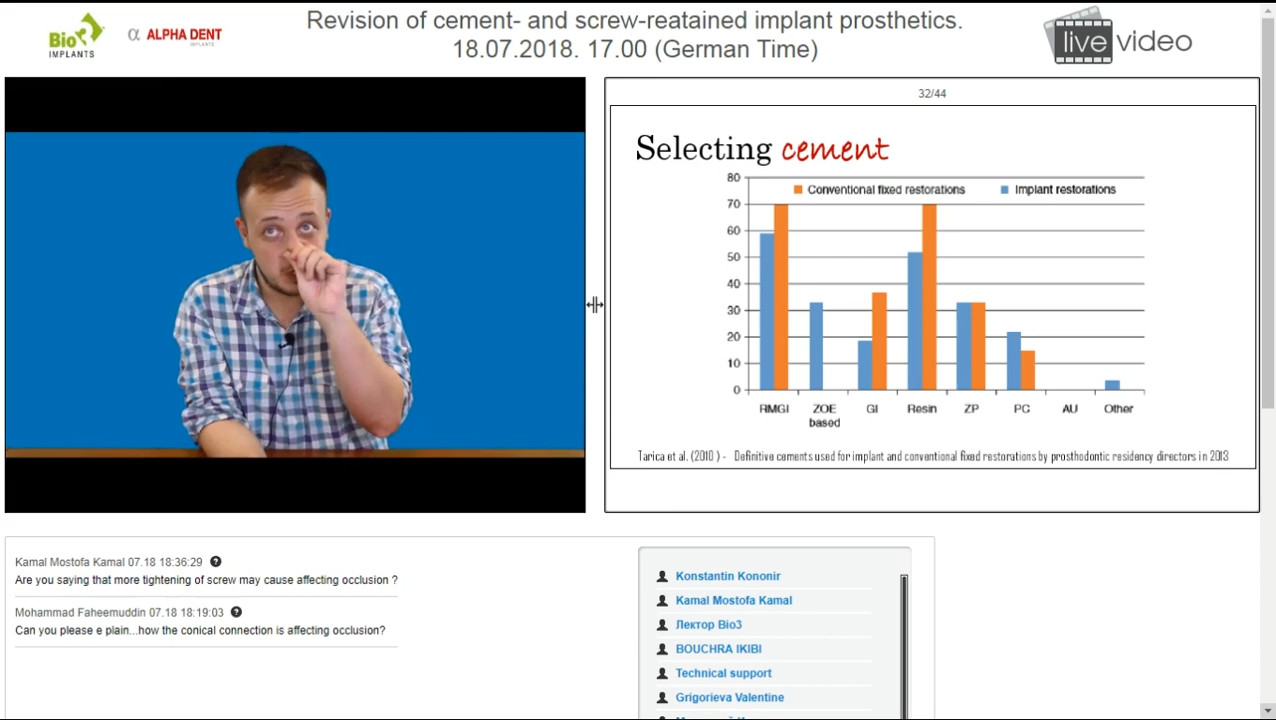 Revision of cement- and screw-reatained implant prosthetics.
18.07.2018. 17.00 (German Time)
Bio3
IMPLANTS
α ALPHA DENT
IMPLANTS
live video
32/44
Selecting cement
80
70
60
50
40
30
20
10
0
Conventional fixed restorations
Implant restorations
RMGI
ZOE based
GI
Resin
ZP
PC
AU
Other
Tarica et al. (2010 ) - Definitive cements used for implant and conventional fixed restorations by prosthodontic residency directors in 2013
Kamal Mostofa Kamal 07.18 18:36:29
Are you saying that more tightening of screw may cause affecting occlusion ?
Mohammad Faheemuddin 07.18 18:19:03
Can you please e plain...how the conical connection is affecting occlusion?
Konstantin Kononir
Kamal Mostofa Kamal
Лектор Bio3
BOUCHRA IKIBI
Technical support
Grigorieva Valentine